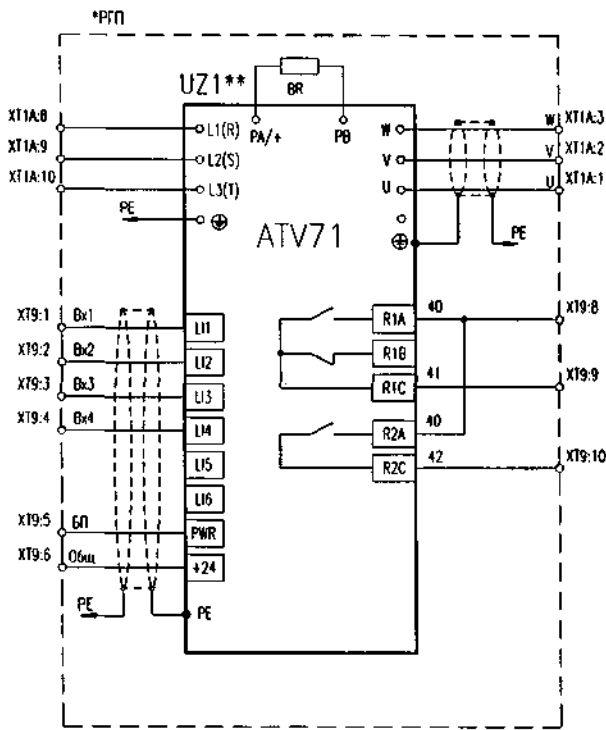 *РГП
UZ1**
BR
PA/+
PB
XT1A:8
L1(R)
W
W
XT1A:3
XT1A:9
L2(S)
V
V
XT1A:2
XT1A:10
L3(T)
U
U
XT1A:1
PE
PE
ATV71
XT9:1
Вх1
LI1
R1A
40
XT9:8
XT9:2
Вх2
LI2
R1B
XT9:3
Вх3
LI3
R1C
41
XT9:9
XT9:4
Вх4
LI4
R2A
40
LI5
R2C
42
XT9:10
LI6
XT9:5
БП
PWR
XT9:6
Общ
+24
PE
PE